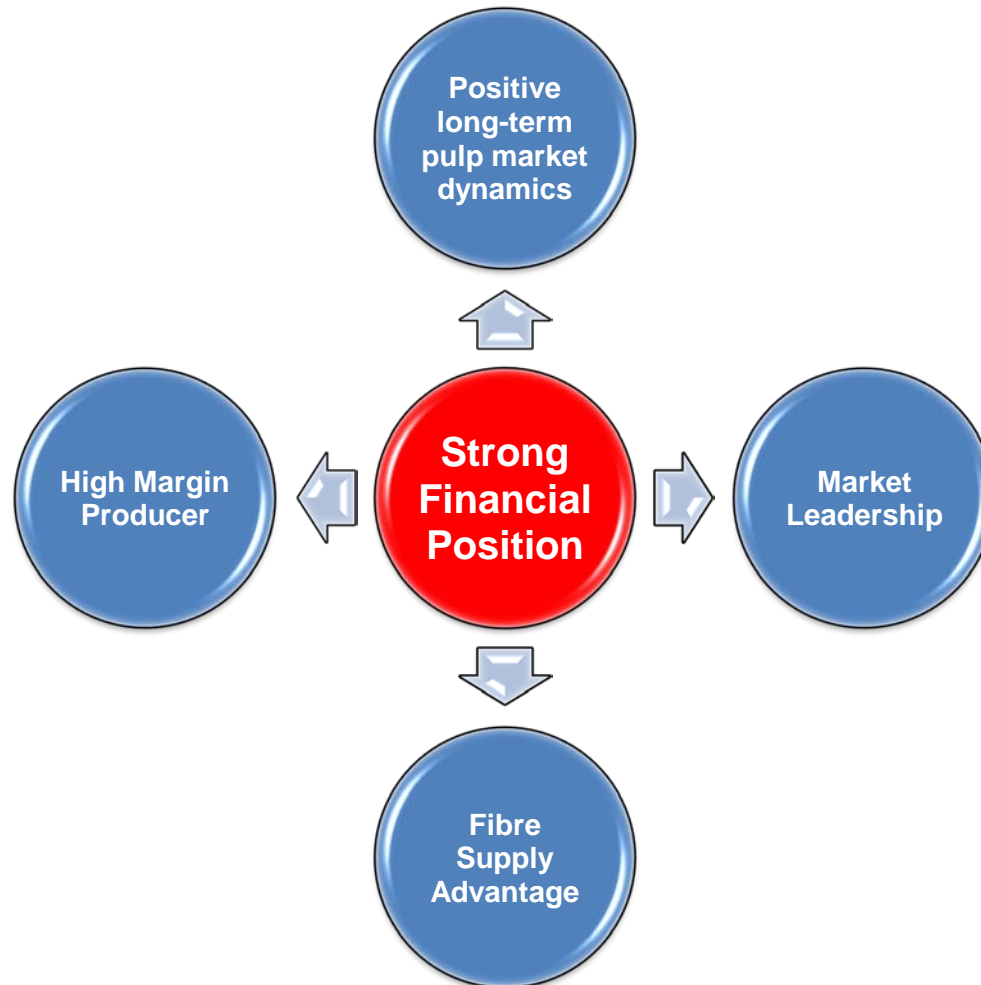 Positive
long-term
pulp market
dynamics
High Margin
Producer
Strong
Financial
Position
Market
Leadership
Fibre
Supply
Advantage